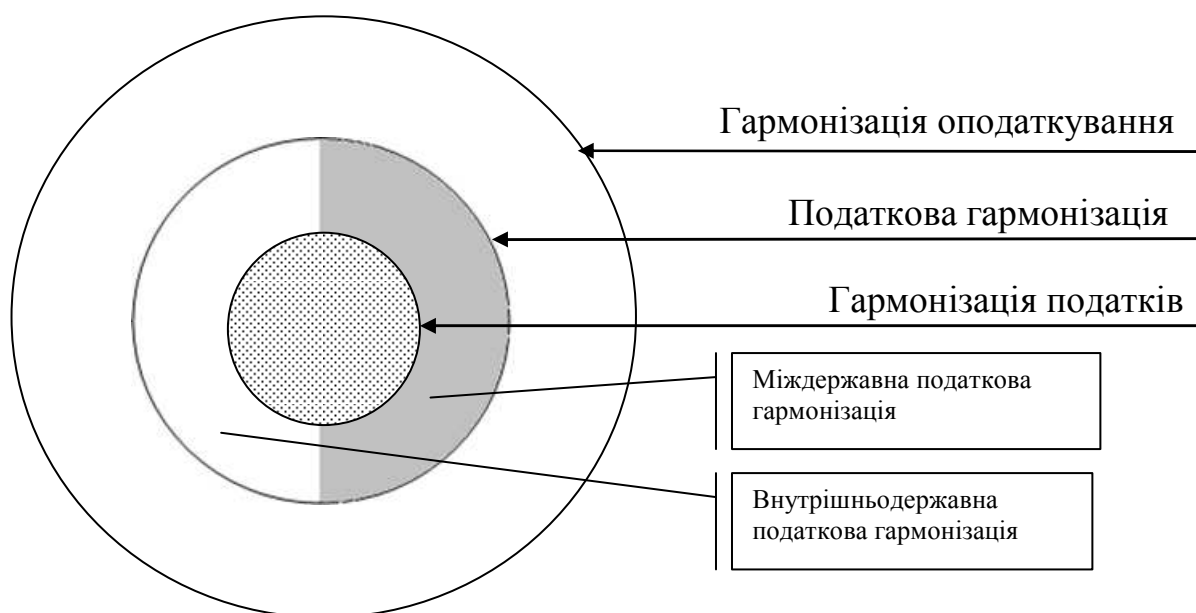 Гармонізація оподаткування
Податкова гармонізація
Гармонізація податків
Міждержавна податкова
гармонізація
Внутрішньодержавна
податкова гармонізація